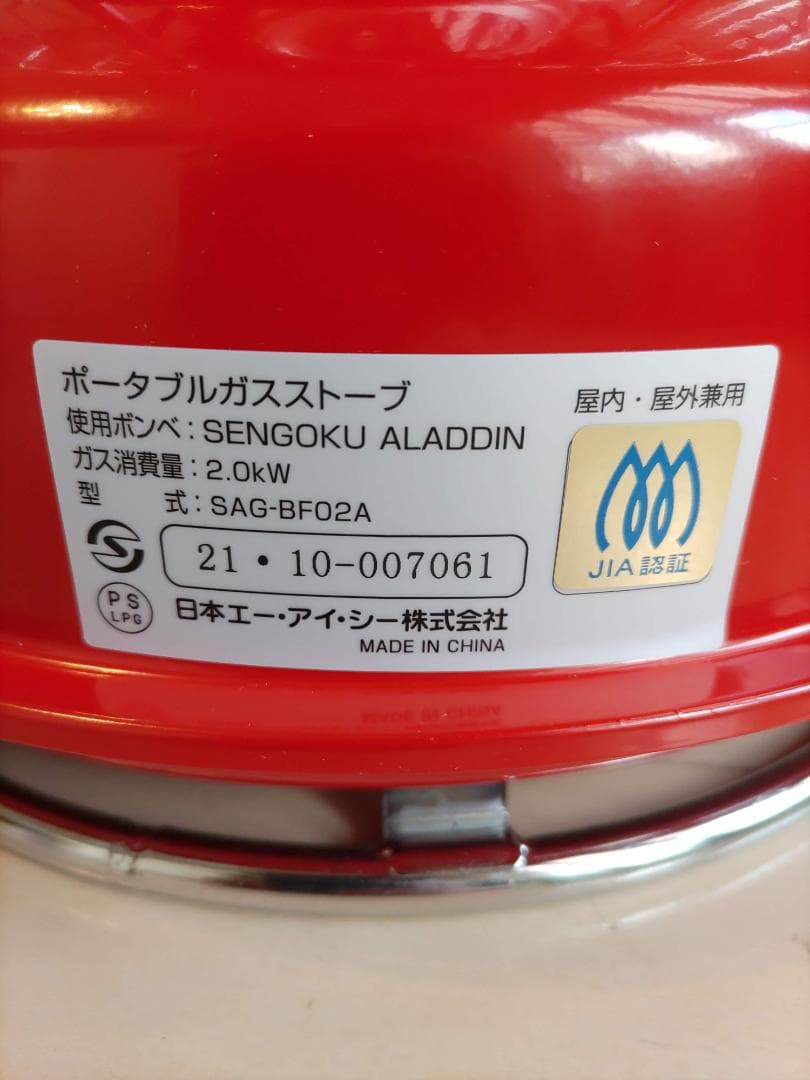 ポータブルガスストーブ
屋内・屋外兼用
使用ボンベ：SENGOKU ALADDIN
ガス消費量：2.0kW
型　　式：SAG-BF02A
21・10-007061
JIA 認証
PS
LPG
日本エー・アイ・シー株式会社
MADE IN CHINA